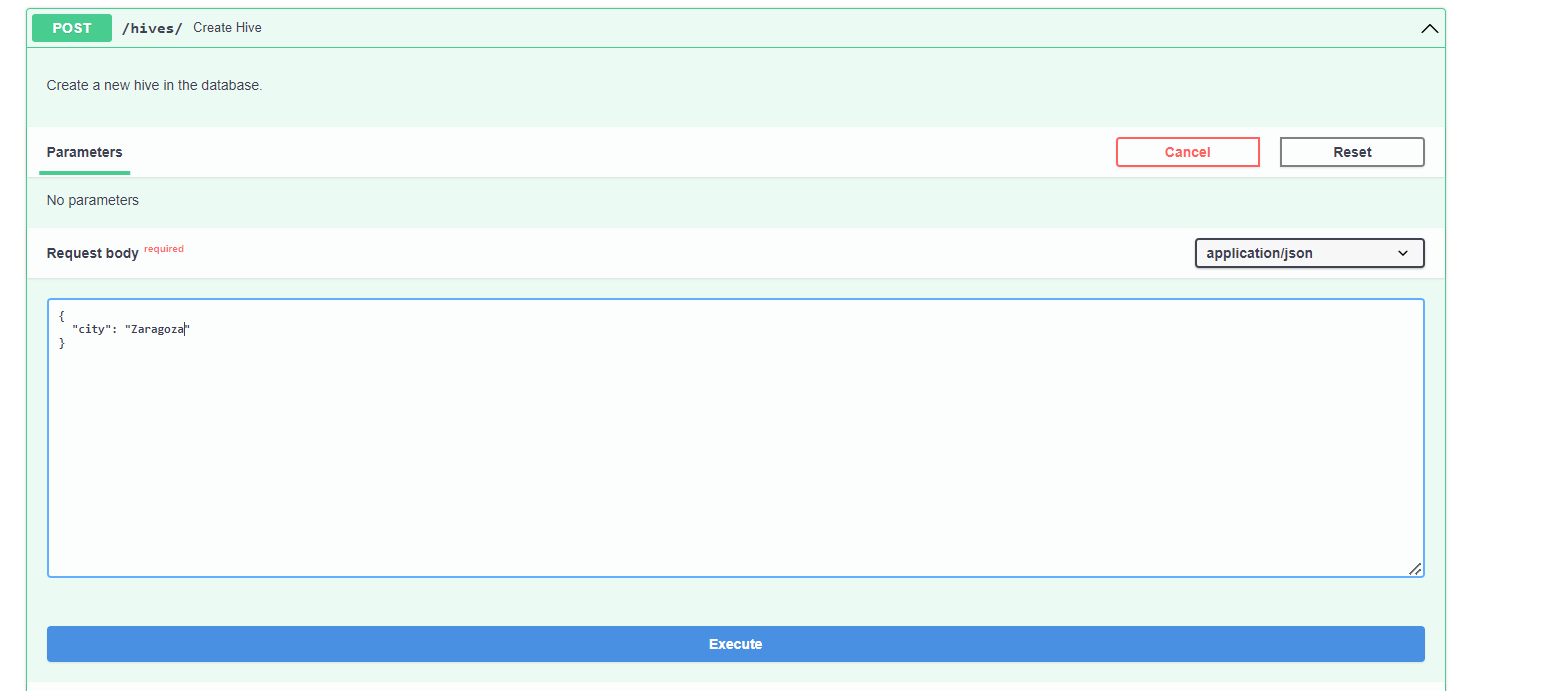 POST /hives/ Create Hive
Create a new hive in the database.
Parameters Cancel Reset
No parameters
Request body required application/json
{
  "city": "Zaragoza"
}
Execute